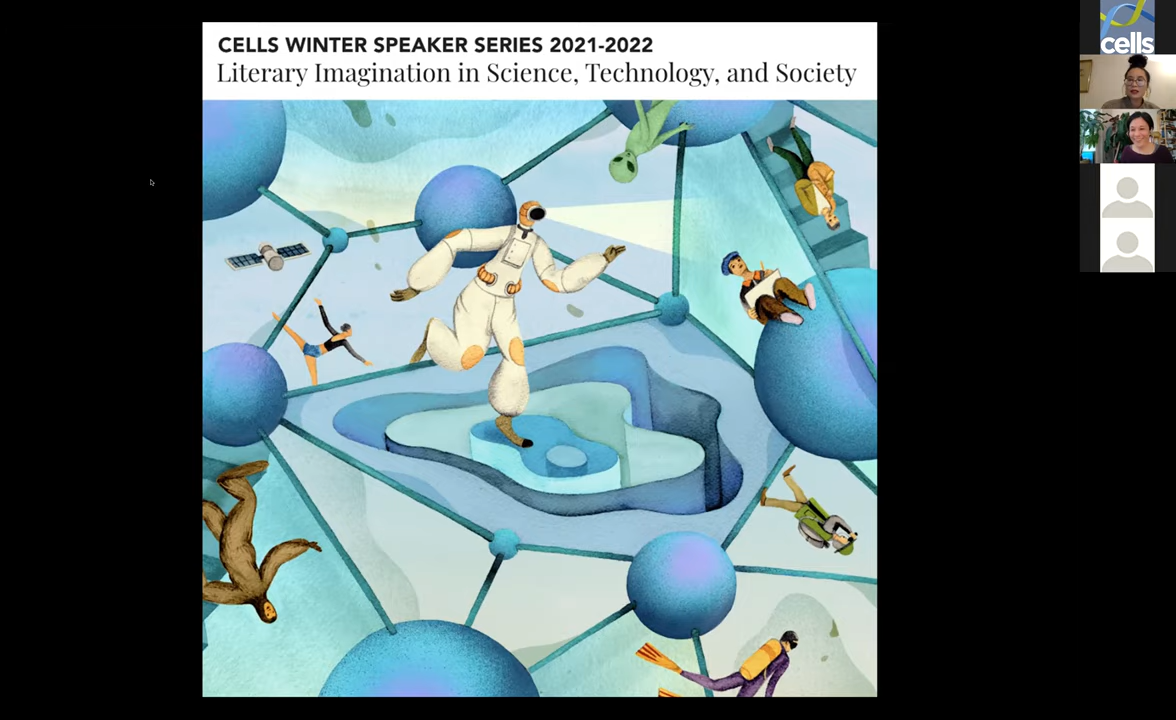 CELLS WINTER SPEAKER SERIES 2021-2022
Literary Imagination in Science, Technology, and Society
cells